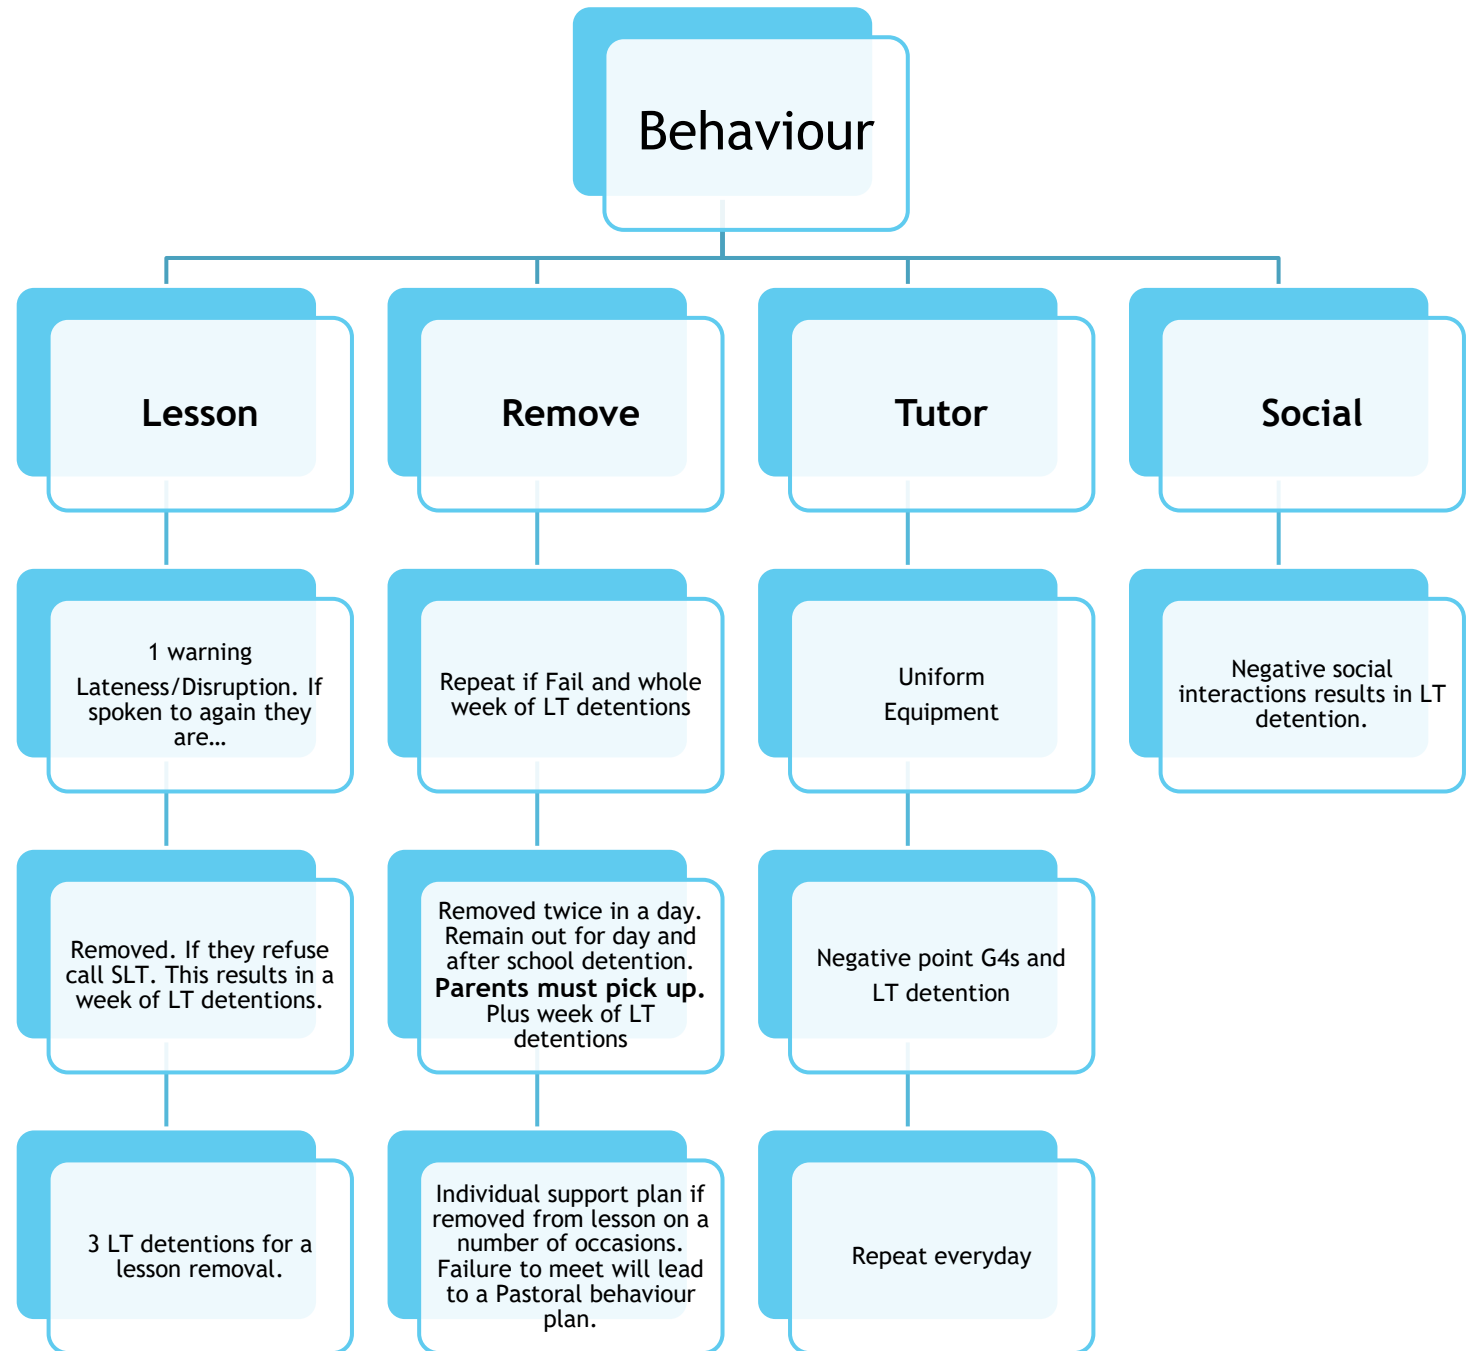 Behaviour
Lesson
Remove
Tutor
Social
1 warning
Lateness/Disruption. If
spoken to again they
are…
Repeat if Fail and whole
week of LT detentions
Uniform
Equipment
Negative social
interactions results in LT
detention.
Removed. If they refuse
call SLT. This results in a
week of LT detentions.
Removed twice in a day.
Remain out for day and
after school detention.
Parents must pick up.
Plus week of LT
detentions
Negative point G4s and
LT detention
3 LT detentions for a
lesson removal.
Individual support plan if
removed from lesson on a
number of occasions.
Failure to meet will lead
to a Pastoral behaviour
plan.
Repeat everyday